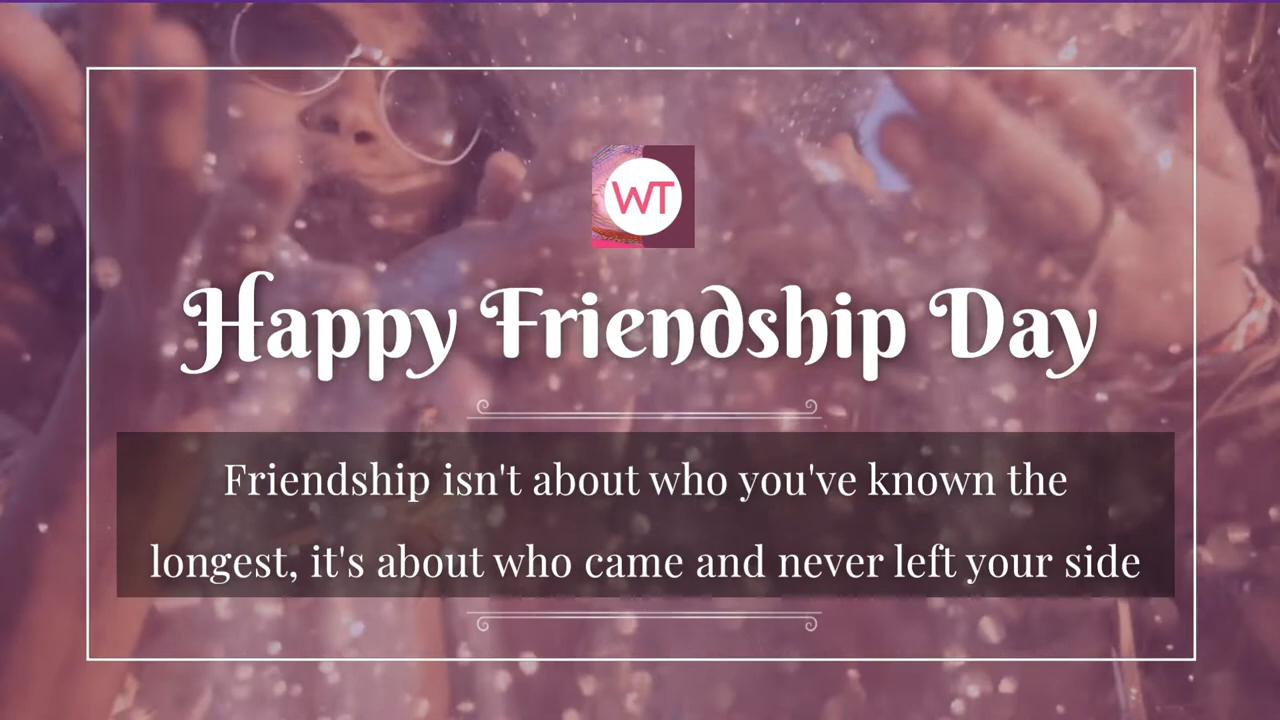 WT
Happy Friendship Day
Friendship isn't about who you've known the
longest, it's about who came and never left your side